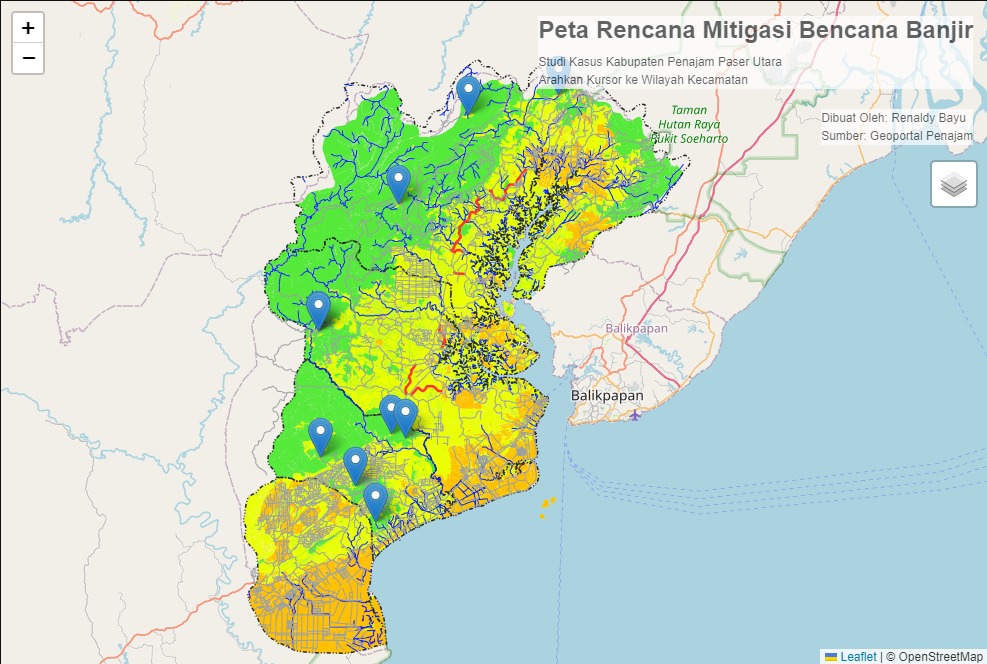 +
−
Peta Rencana Mitigasi Bencana Banjir
Studi Kasus Kabupaten Penajam Paser Utara
Arahkan Kursor ke Wilayah Kecamatan
Taman
Hutan Raya
Bukit Soeharto
Dibuat Oleh: Renaldy Bayu
Sumber: Geoportal Penajam
Balikpapan
Balikpapan
Leaflet | © OpenStreetMap